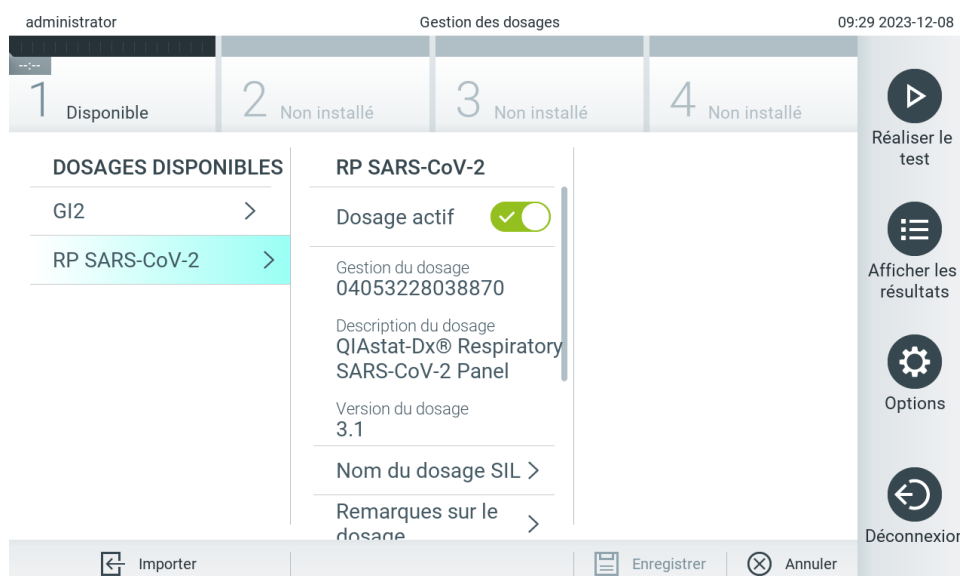 administrator
Gestion des dosages
09:29 2023-12-08
--:--
1 Disponible
2 Non installé
3 Non installé
4 Non installé
DOSAGES DISPONIBLES
GI2
RP SARS-CoV-2
RP SARS-CoV-2
Dosage actif
Gestion du dosage
04053228038870
Description du dosage
QIAstat-Dx® Respiratory
SARS-CoV-2 Panel
Version du dosage
3.1
Nom du dosage SIL
Remarques sur le
dosage
Réaliser le
test
Afficher les
résultats
Options
Déconnexion
Importer
Enregistrer
Annuler